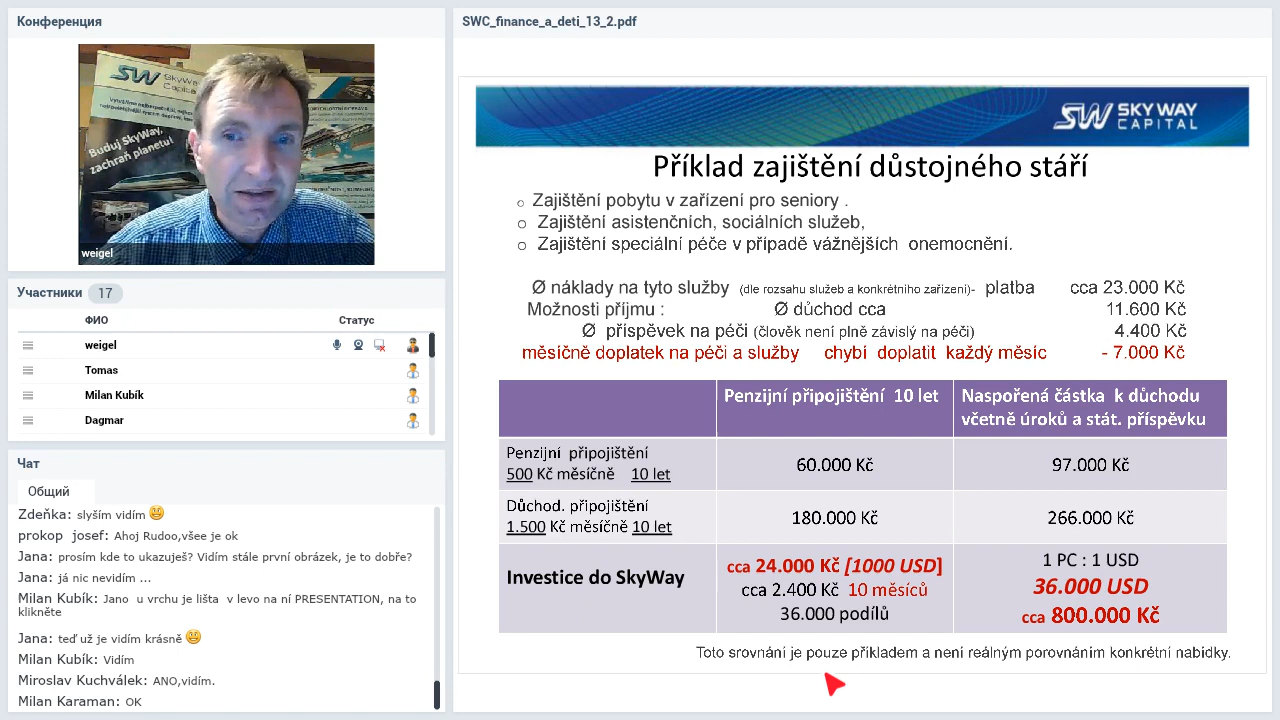 Конференция
SW SkyWay
Capital
Buduj SkyWay,
zachraň planetu!
weigel
Участники 17
ФИО Статус
weigel
Tomas
Milan Kubík
Dagmar
Чат
Общий
Zdeňka: slyším vidím
prokop josef: Ahoj Rudoo,všee je ok
Jana: prosím kde to ukazuješ? Vidím stále první obrázek, je to dobře?
Jana: já nic nevidím ...
Milan Kubík: Jano u vrchu je lišta v levo na ní PRESENTATION, na to
klikněte
Jana: teď už je vidím krásně
Milan Kubík: Vidím
Miroslav Kuchválek: ANO,vidím.
Milan Karaman: OK
SWC_finance_a_deti_13_2.pdf
SW SKY WAY
CAPITAL
Příklad zajištění důstojného stáří
o Zajištění pobytu v zařízení pro seniory .
o Zajištění asistenčních, sociálních služeb,
o Zajištění speciální péče v případě vážnějších onemocnění.
Ø náklady na tyto služby (dle rozsahu služeb a konkrétního zařízení)- platba cca 23.000 Kč
Možnosti příjmu : Ø důchod cca 11.600 Kč
Ø příspěvek na péči (člověk není plně závislý na péči) 4.400 Kč
měsíčně doplatek na péči a služby chybí doplatit každý měsíc - 7.000 Kč
Penzijní připojištění 10 let Naspořená částka k důchodu
včetně úroků a stát. příspěvku
Penzijní připojištění
500 Kč měsíčně 10 let 60.000 Kč 97.000 Kč
Důchod. připojištění
1.500 Kč měsíčně 10 let 180.000 Kč 266.000 Kč
Investice do SkyWay
cca 24.000 Kč [1000 USD]
cca 2.400 Kč 10 měsíců
36.000 podílů
1 PC : 1 USD
36.000 USD
cca 800.000 Kč
Toto srovnání je pouze příkladem a není reálným porovnáním konkrétní nabídky.